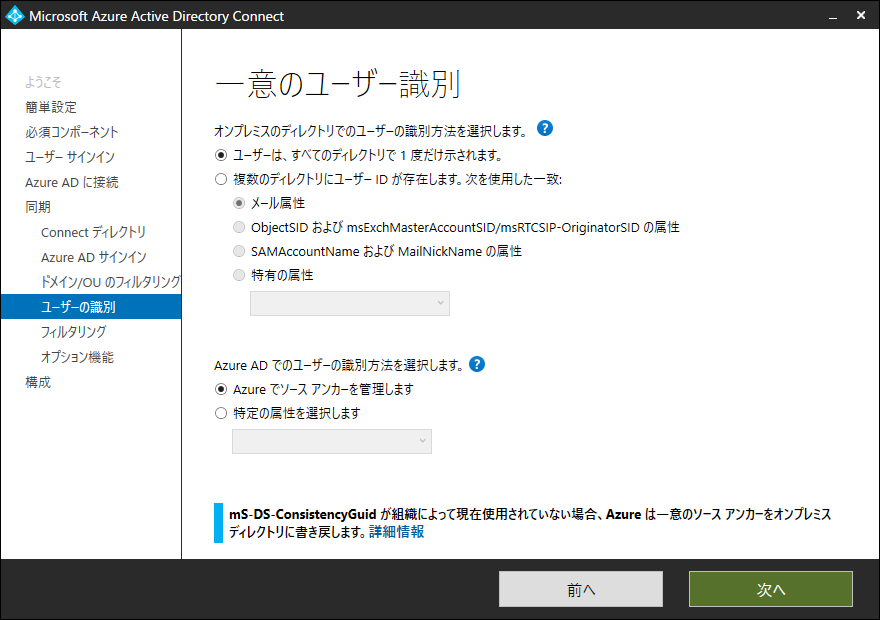 Microsoft Azure Active Directory Connect
ようこそ
簡単設定
必須コンポーネント
ユーザー サインイン
Azure AD に接続
同期
Connect ディレクトリ
Azure AD サインイン
ドメイン/OU のフィルタリング
ユーザーの識別
フィルタリング
オプション機能
構成
一意のユーザー識別
オンプレミスのディレクトリでのユーザーの識別方法を選択します。 ?
ユーザーは、すべてのディレクトリで 1 度だけ示されます。
複数のディレクトリにユーザー ID が存在します。次を使用した一致:
メール属性
ObjectSID および msExchMasterAccountSID/msRTCSIP-OriginatorSID の属性
SAMAccountName および MailNickName の属性
特有の属性
Azure AD でのユーザーの識別方法を選択します。 ?
Azure でソース アンカーを管理します
特定の属性を選択します
mS-DS-ConsistencyGuid が組織によって現在使用されていない場合、Azure は一意のソース アンカーをオンプレミス
ディレクトリに書き戻します。詳細情報
前へ
次へ